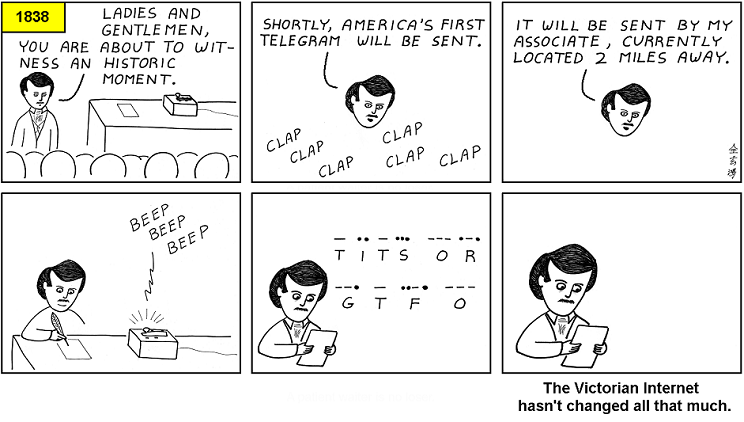 1838
LADIES AND
GENTLEMEN,
YOU ARE ABOUT TO WIT-
NESS AN HISTORIC
MOMENT.
SHORTLY, AMERICA'S FIRST
TELEGRAM WILL BE SENT.
CLAP
CLAP
CLAP
CLAP
CLAP
CLAP
IT WILL BE SENT BY MY
ASSOCIATE, CURRENTLY
LOCATED 2 MILES AWAY.
BEEP
BEEP
BEEP
— •• — ••• — — — •—•
T I T S O R
— — • — ••—• — — —
G T F O
The Victorian Internet
hasn't changed all that much.